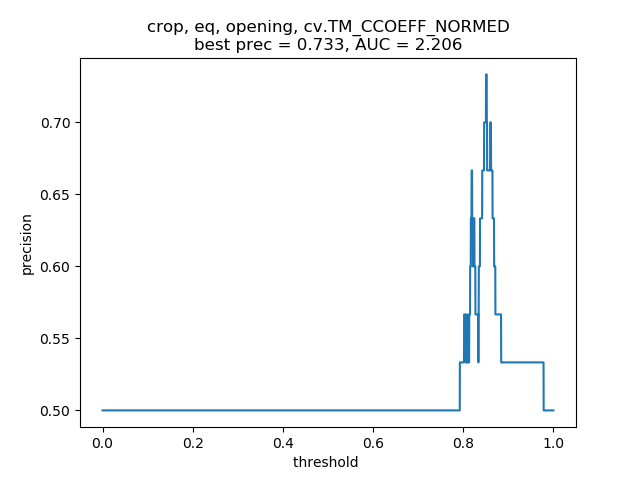 crop, eq, opening, cv.TM_CCOEFF_NORMED
best prec = 0.733, AUC = 2.206
precision
0.70
0.65
0.60
0.55
0.50
0.0 0.2 0.4 0.6 0.8 1.0
threshold